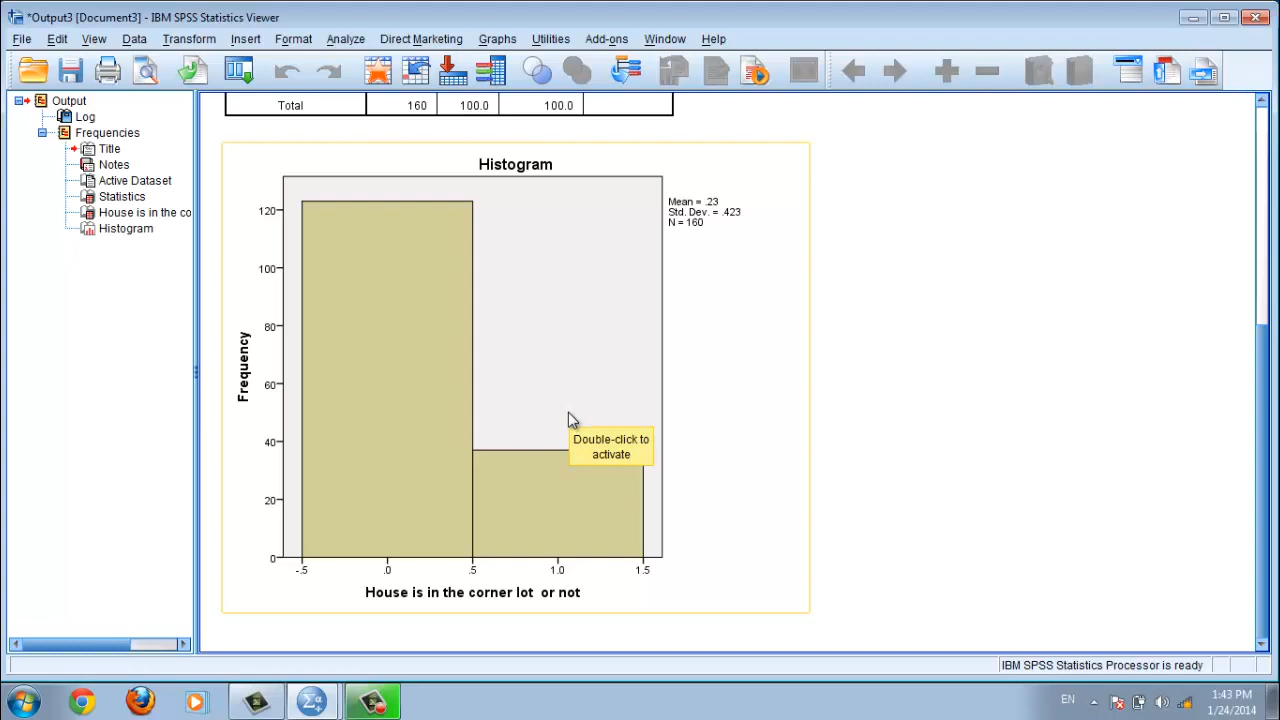 *Output3 [Document3] - IBM SPSS Statistics Viewer
File Edit View Data Transform Insert Format Analyze Direct Marketing Graphs Utilities Add-ons Window Help
Output
Log
Frequencies
Title
Notes
Active Dataset
Statistics
House is in the co
Histogram
Total 160 100.0 100.0
Histogram
Mean = .23
Std. Dev. = .423
N = 160
Frequency
120
100
80
60
40
20
0
-.5 .0 .5 1.0 1.5
House is in the corner lot or not
Double-click to
activate
IBM SPSS Statistics Processor is ready
EN
1:43 PM
1/24/2014